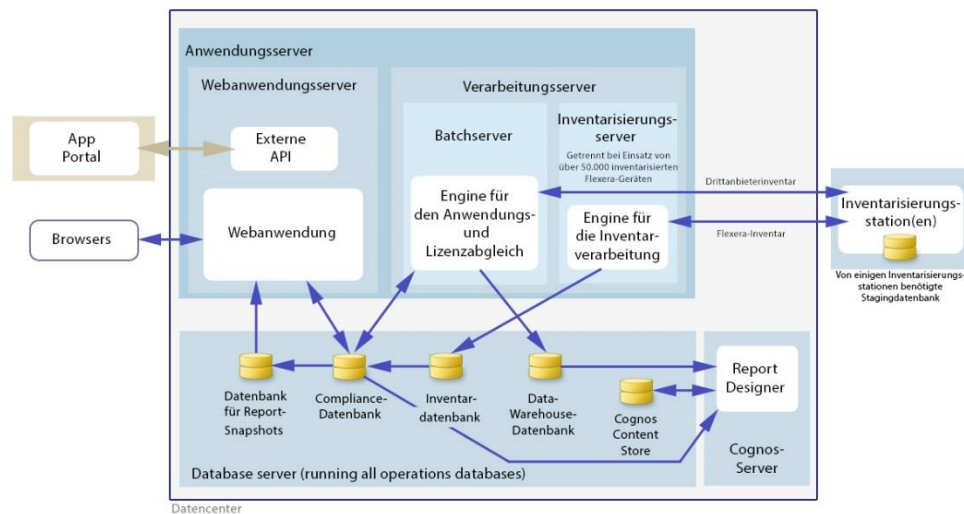 Anwendungsserver
Webanwendungsserver
Verarbeitungsserver
Batchserver
Inventarisierungs-
server
Getrennt bei Einsatz von
über 50.000 inventarisierten
Flexera-Geräten
App
Portal
Externe
API
Engine für
den Anwendungs-
und
Lizenzabgleich
Drittanbieterinventar
Inventarisierungs-
station(en)
Browsers
Webanwendung
Engine für
die Inventar-
verarbeitung
Flexera-Inventar
Von einigen Inventarisierungs-
stationen benötigte
Stagingdatenbank
Datenbank
für Report-
Snapshots
Compliance-
Datenbank
Inventar-
datenbank
Data-
Warehouse-
Datenbank
Cognos
Content
Store
Report
Designer
Cognos-
Server
Database server (running all operations databases)
Datencenter